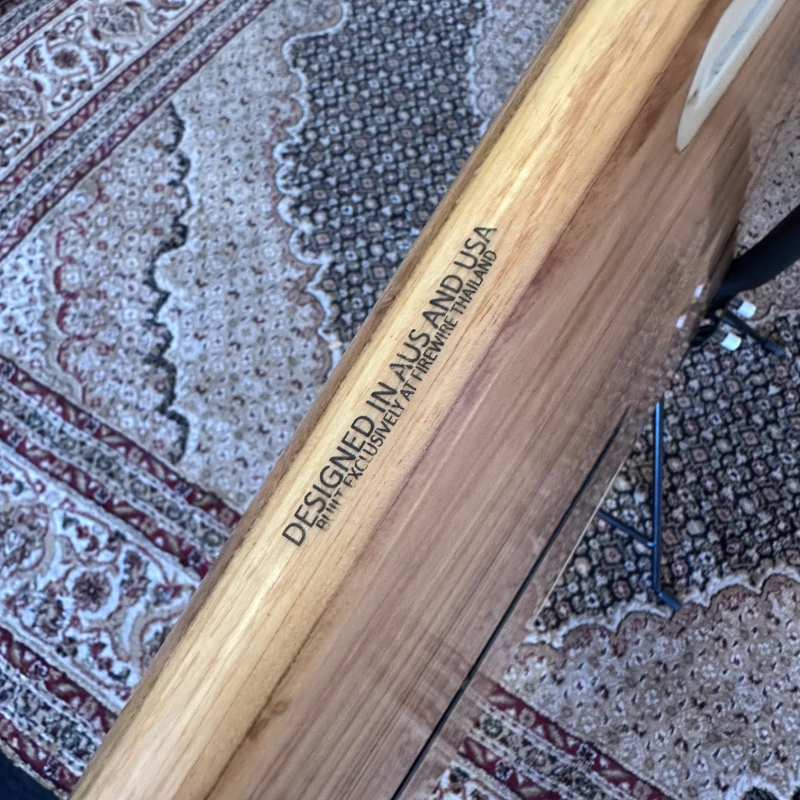 DESIGNED IN AUS AND USA
BUILT EXCLUSIVELY AT FIREWIRE THAILAND